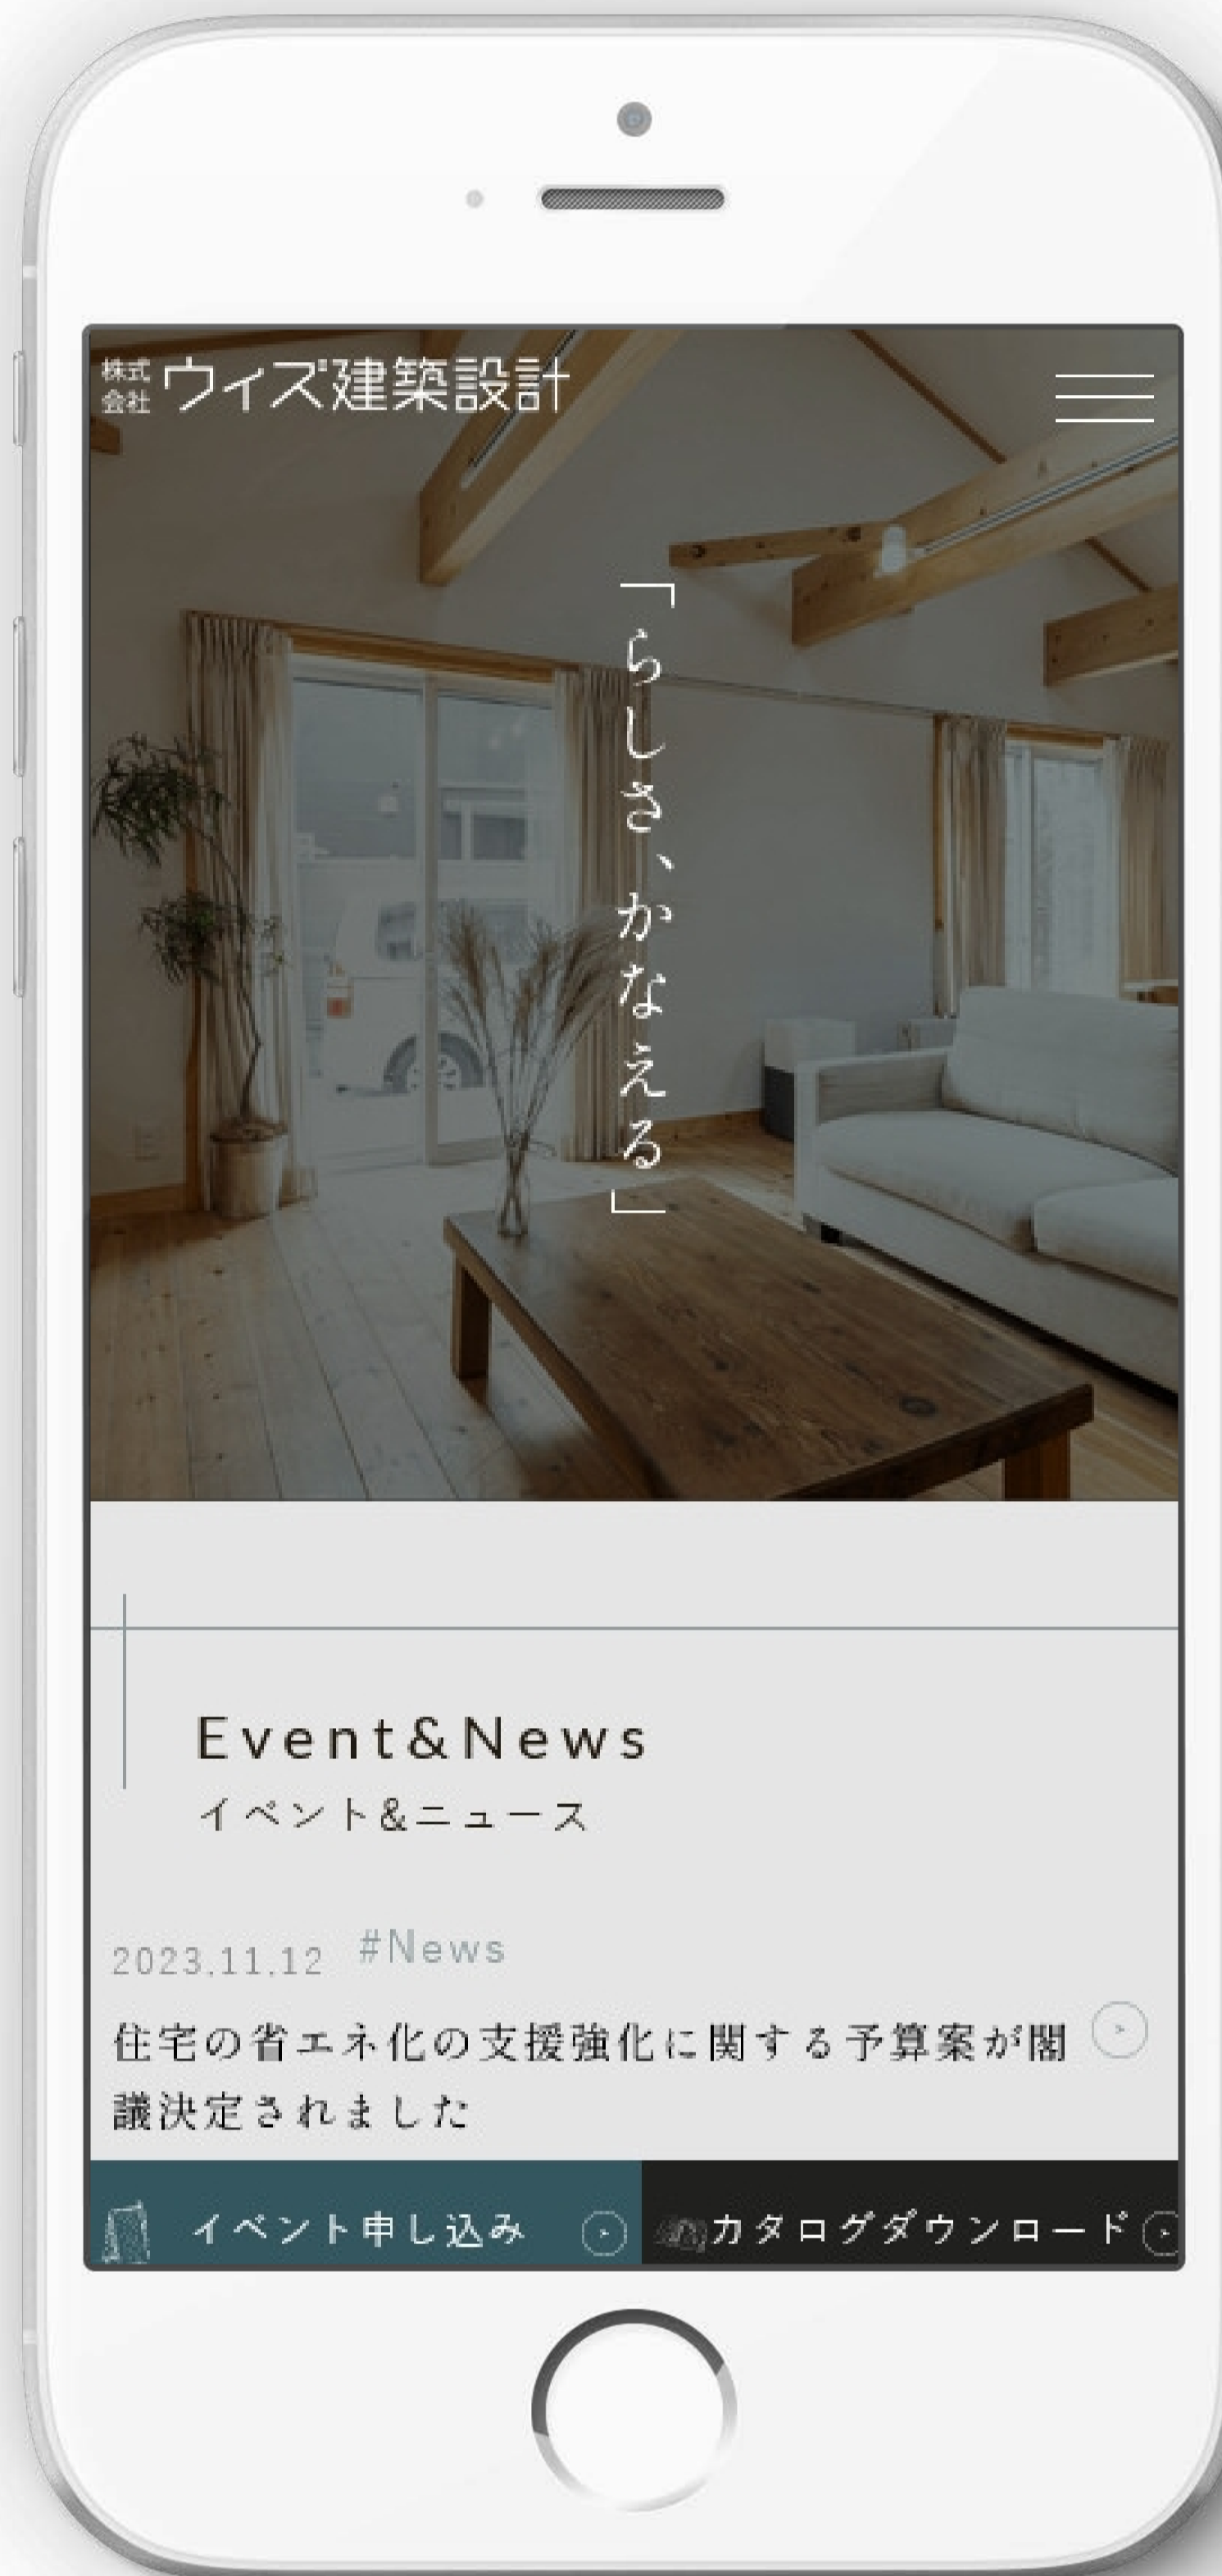 株式
会社
ウィズ建築設計
「らしさ、かなえる」
Event&News
イベント&ニュース
2023.11.12 #News
住宅の省エネ化の支援強化に関する予算案が閣
議決定されました
イベント申し込み
カタログダウンロード